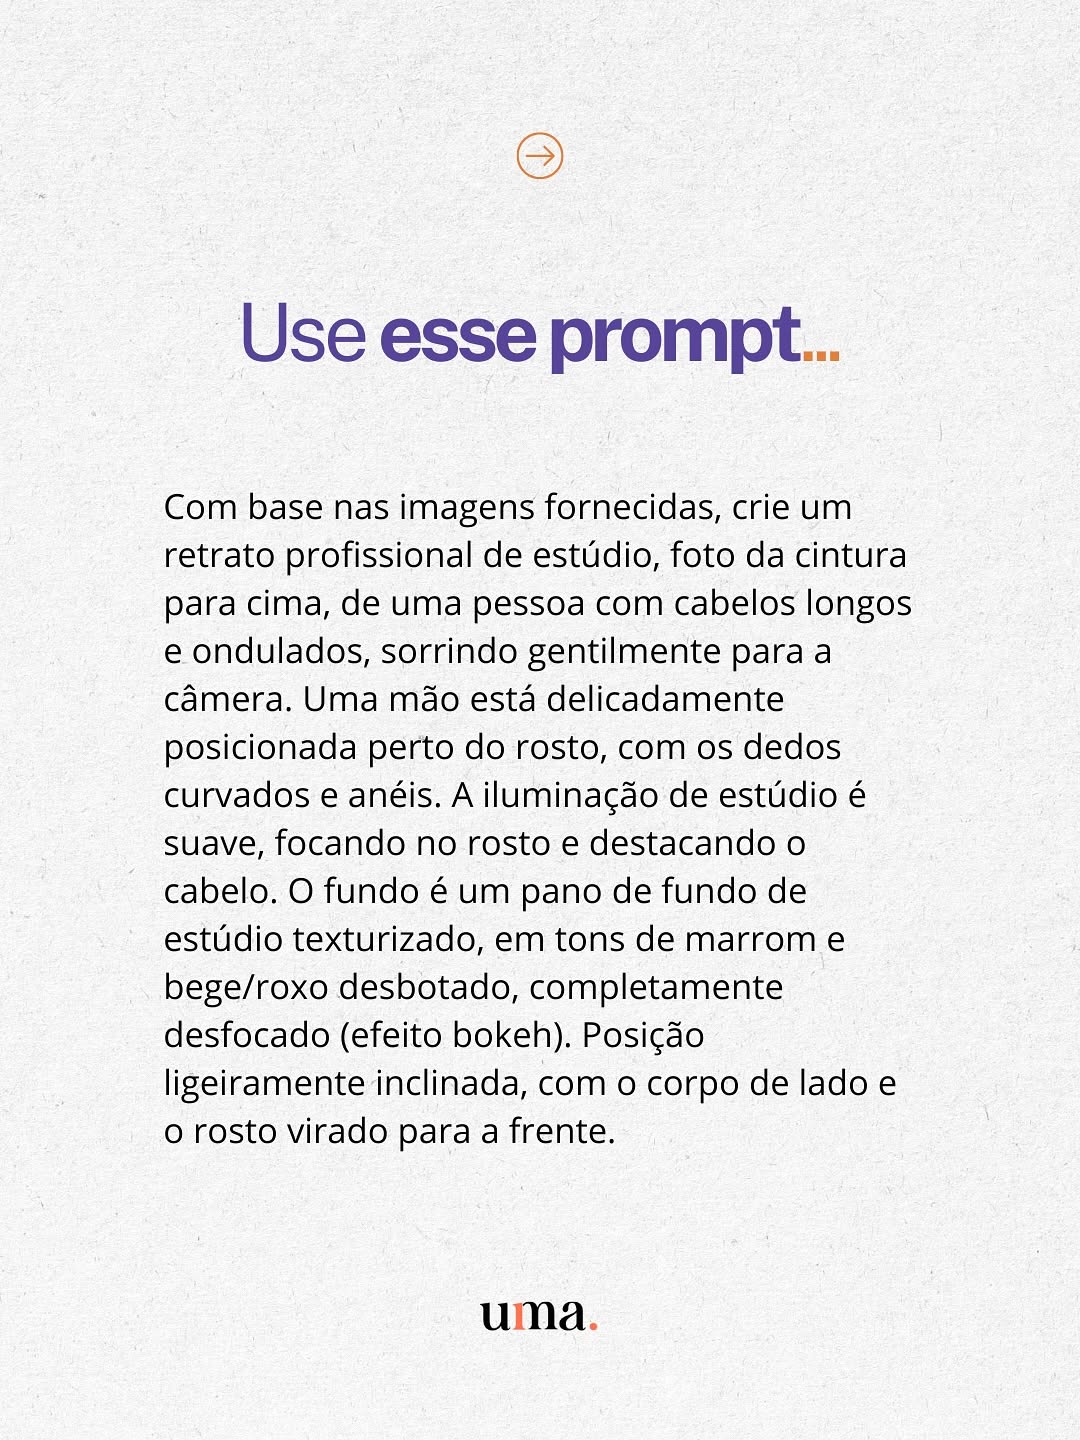 Use esse prompt...
Com base nas imagens fornecidas, crie um
retrato profissional de estúdio, foto da cintura
para cima, de uma pessoa com cabelos longos
e ondulados, sorrindo gentilmente para a
câmera. Uma mão está delicadamente
posicionada perto do rosto, com os dedos
curvados e anéis. A iluminação de estúdio é
suave, focando no rosto e destacando o
cabelo. O fundo é um pano de fundo de
estúdio texturizado, em tons de marrom e
bege/roxo desbotado, completamente
desfocado (efeito bokeh). Posição
ligeiramente inclinada, com o corpo de lado e
o rosto virado para a frente.
uma.